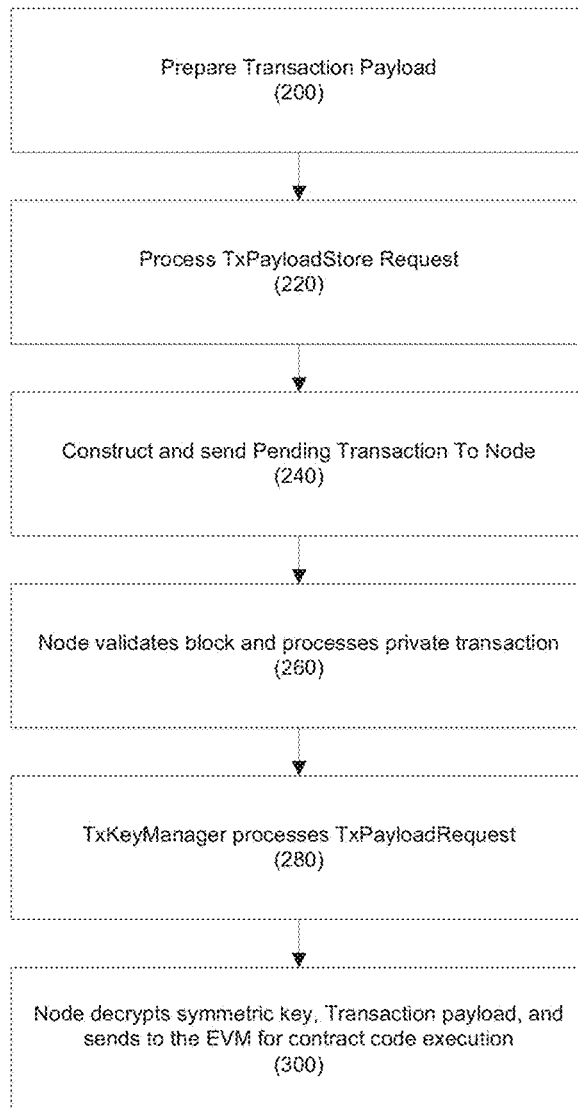 Prepare Transaction Payload
(200)
Process TxPayloadStore Request
(220)
Construct and send Pending Transaction To Node
(240)
Node validates block and processes private transaction
(260)
TxKeyManager processes TxPayloadRequest
(280)
Node decrypts symmetric key, Transaction payload, and
sends to the EVM for contract code execution
(300)